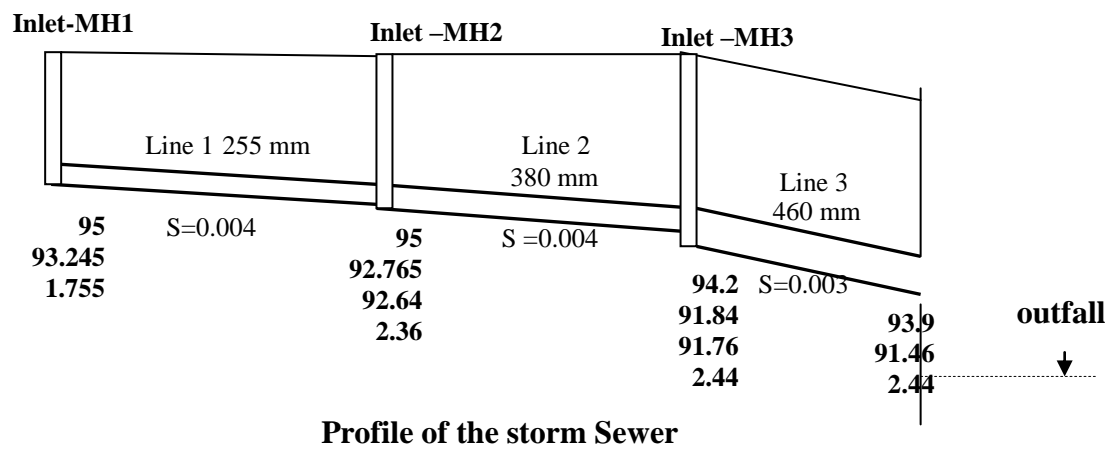 Inlet-MH1
Inlet –MH2
Inlet –MH3
Line 1 255 mm
Line 2
380 mm
Line 3
460 mm
S=0.004
S =0.004
S=0.003
95
93.245
1.755
95
92.765
92.64
2.36
94.2
91.84
91.76
2.44
93.9
91.46
2.44
outfall
Profile of the storm Sewer